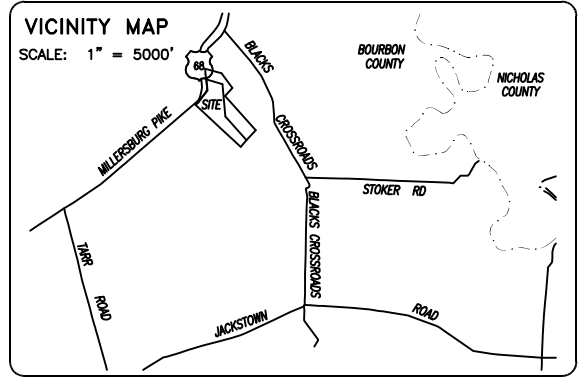 VICINITY MAP
SCALE: 1" = 5000'
BOURBON
COUNTY
NICHOLAS
COUNTY
68
BLACKS
CROSSROADS
SITE
MILLERSBURG PIKE
STOKER RD
BLACKS CROSSROADS
TARR
ROAD
JACKSTOWN
ROAD